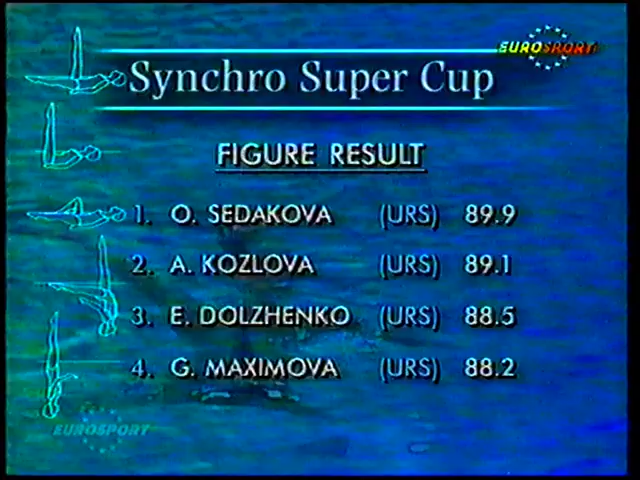 EUROSPORT
Synchro Super Cup
FIGURE RESULT
1. O. SEDAKOVA (URS) 89.9
2. A. KOZLOVA (URS) 89.1
3. E. DOLZHENKO (URS) 88.5
4. G. MAXIMOVA (URS) 88.2
EUROSPORT